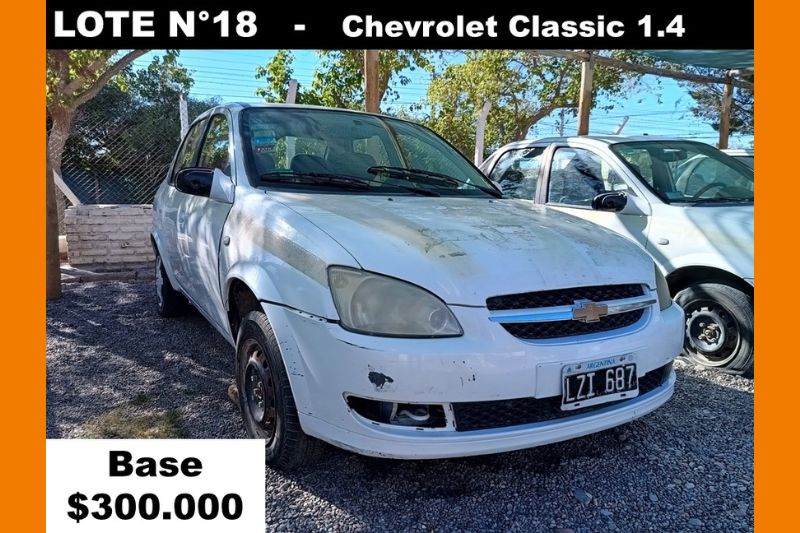 LOTE N°18 - Chevrolet Classic 1.4
ARGENTINA
LZI 687
Base
$300.000